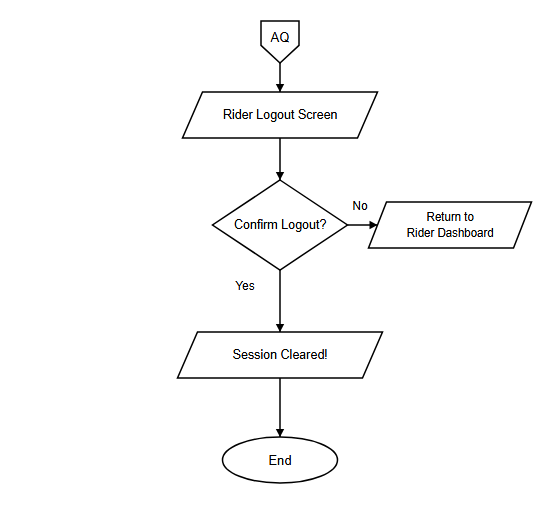 AQ
Rider Logout Screen
Confirm Logout?
No
Return to
Rider Dashboard
Yes
Session Cleared!
End